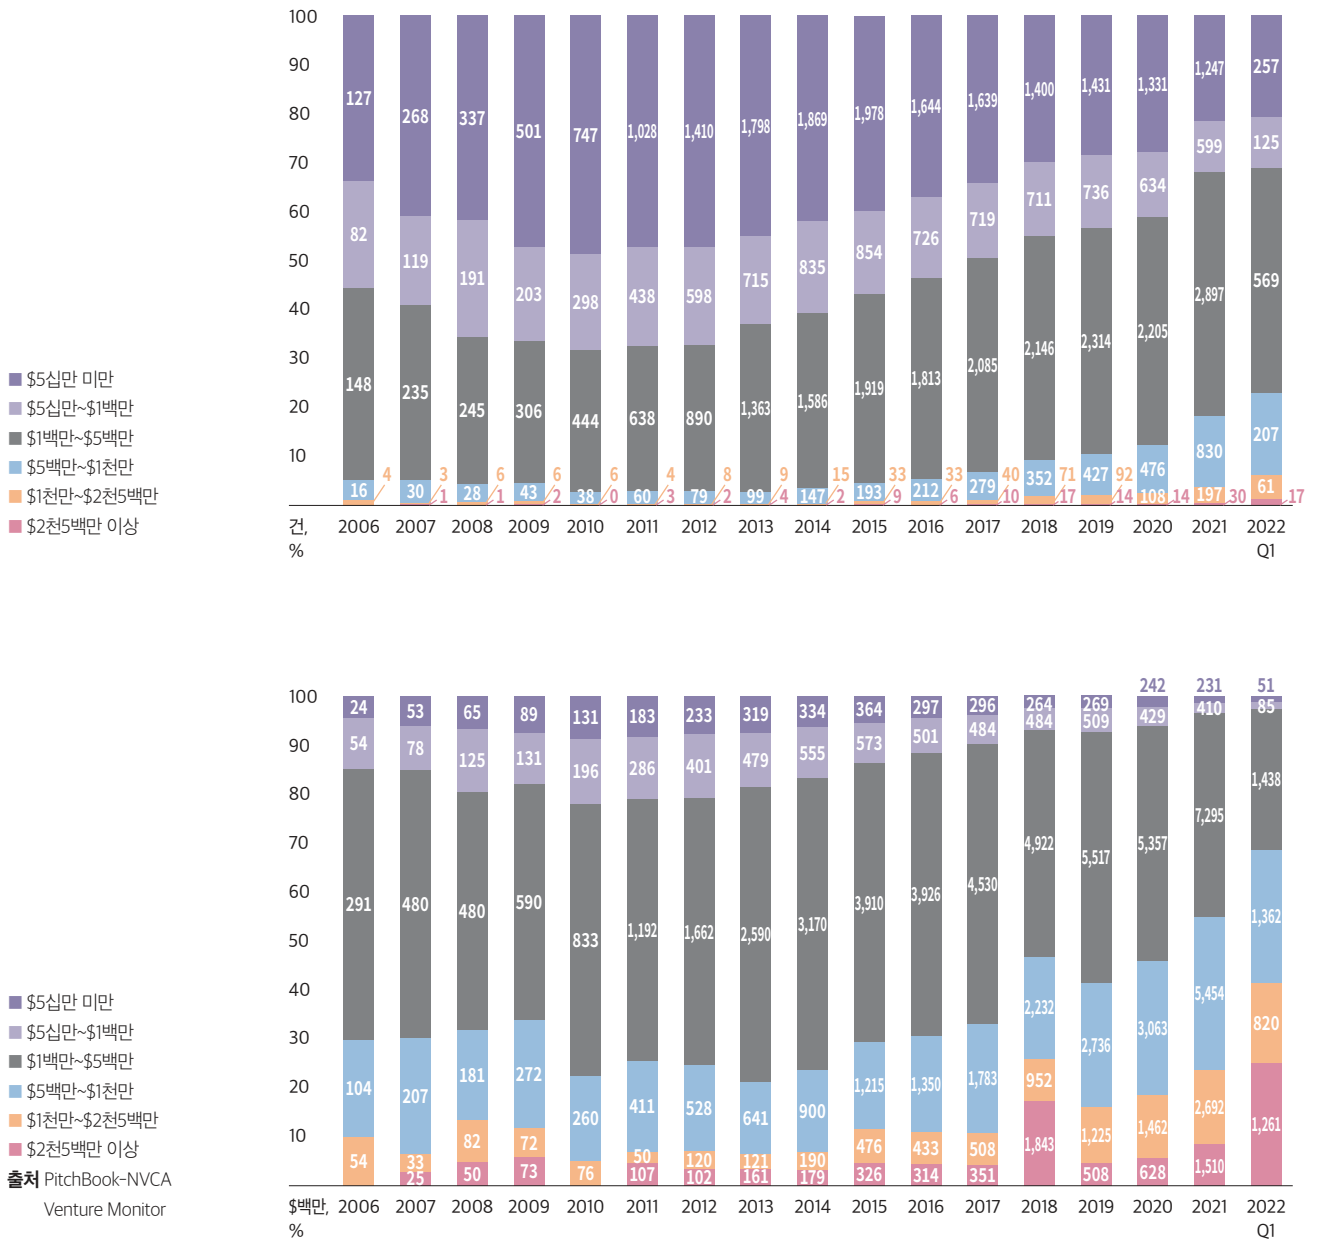 100
90
80
70
60
50
40
30
20
10
127 268 337 501 747 1,028 1,410 1,798 1,869 1,978 1,644 1,639 1,400 1,431 1,331 1,247 257
82 119 191 203 298 438 598 715 835 854 726 719 711 736 634 599 125
148 235 245 306 444 638 890 1,363 1,586 1,919 1,813 2,085 2,146 2,314 2,205 2,897 569
16 30 28 43 38 60 79 99 147 193 212 279 352 427 476 830 207
4 3 6 6 6 4 8 9 15 33 33 40 71 92 108 197 61
1 1 2 0 3 2 4 2 9 6 10 17 14 14 30 17
$5십만 미만
$5십만~$1백만
$1백만~$5백만
$5백만~$1천만
$1천만~$2천5백만
$2천5백만 이상
건, 2006 2007 2008 2009 2010 2011 2012 2013 2014 2015 2016 2017 2018 2019 2020 2021 2022
% Q1
100
90
80
70
60
50
40
30
20
10
24 53 65 89 131 183 233 319 334 364 297 296 264 269 242 231 51
54 78 125 131 196 286 401 479 555 573 501 484 484 509 429 410 85
291 480 480 590 833 1,192 1,662 2,590 3,170 3,910 3,926 4,530 4,922 5,517 5,357 7,295 1,438
104 207 181 272 260 411 528 641 900 1,215 1,350 1,783 2,232 2,736 3,063 5,454 1,362
54 33 82 72 76 50 120 121 190 476 433 508 952 1,225 1,462 2,692 820
25 50 73 107 102 161 179 326 314 351 1,843 508 628 1,510 1,261
$5십만 미만
$5십만~$1백만
$1백만~$5백만
$5백만~$1천만
$1천만~$2천5백만
$2천5백만 이상
출처 PitchBook-NVCA
Venture Monitor
$백만, 2006 2007 2008 2009 2010 2011 2012 2013 2014 2015 2016 2017 2018 2019 2020 2021 2022
% Q1